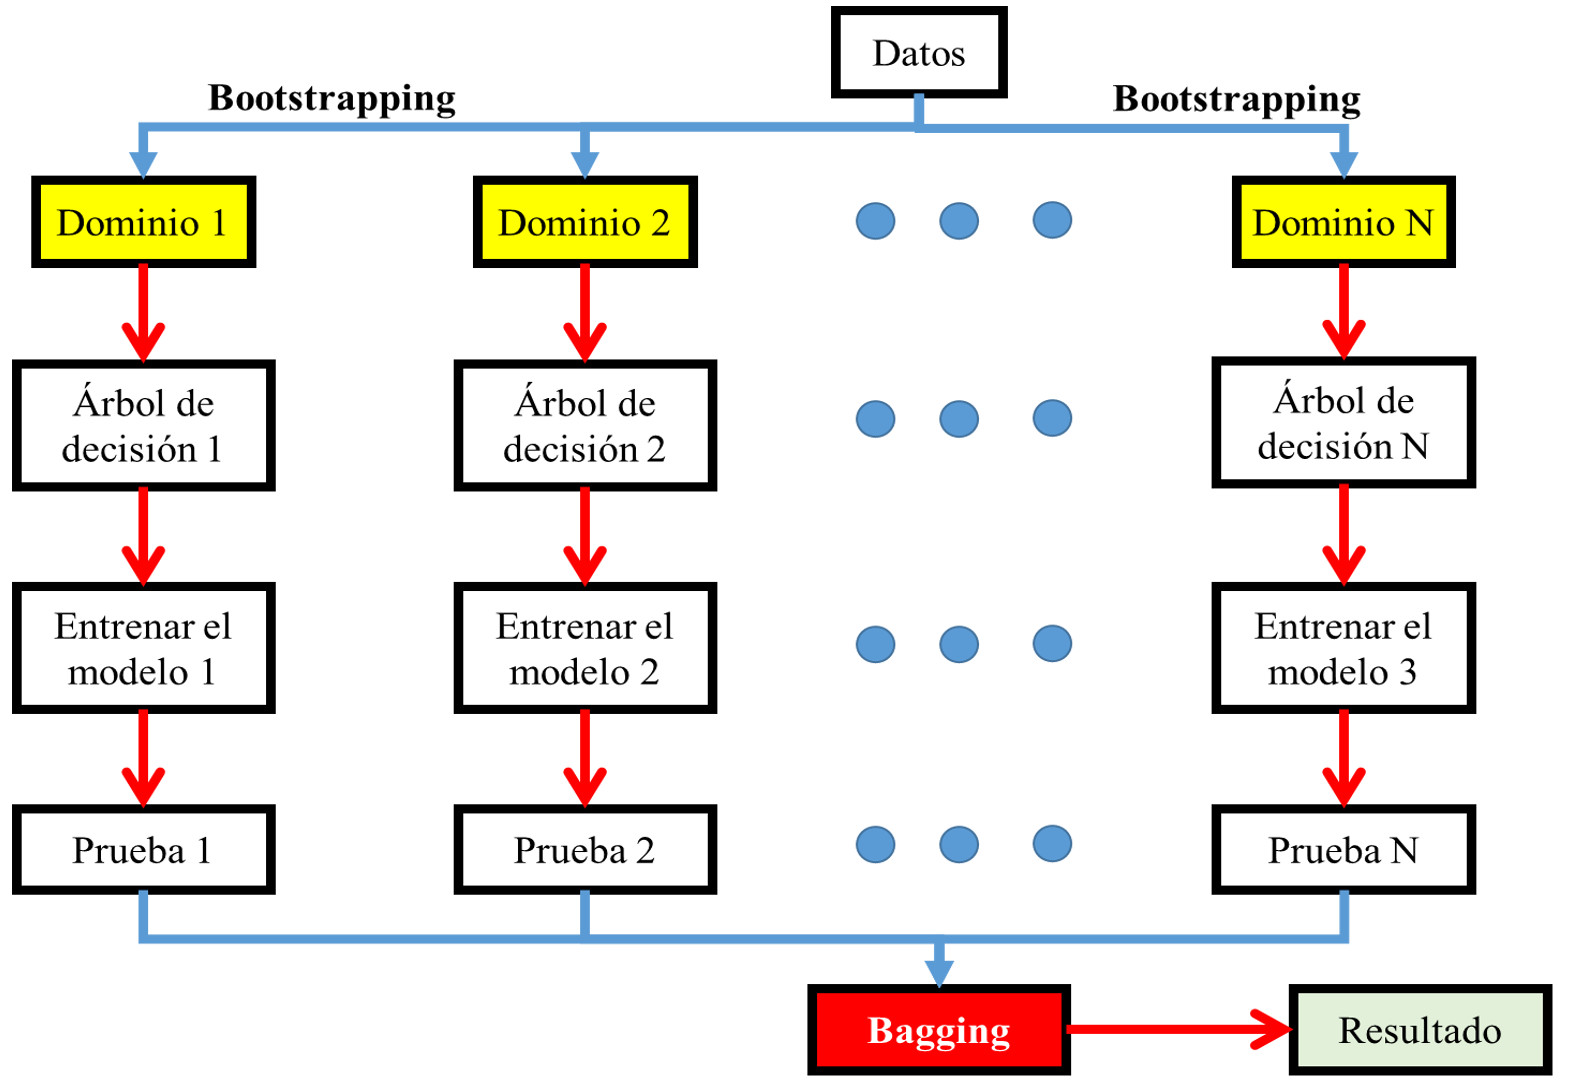 Datos
Bootstrapping
Bootstrapping
Dominio 1
Dominio 2
Dominio N
Árbol de
decisión 1
Árbol de
decisión 2
Árbol de
decisión N
Entrenar el
modelo 1
Entrenar el
modelo 2
Entrenar el
modelo 3
Prueba 1
Prueba 2
Prueba N
Bagging
Resultado